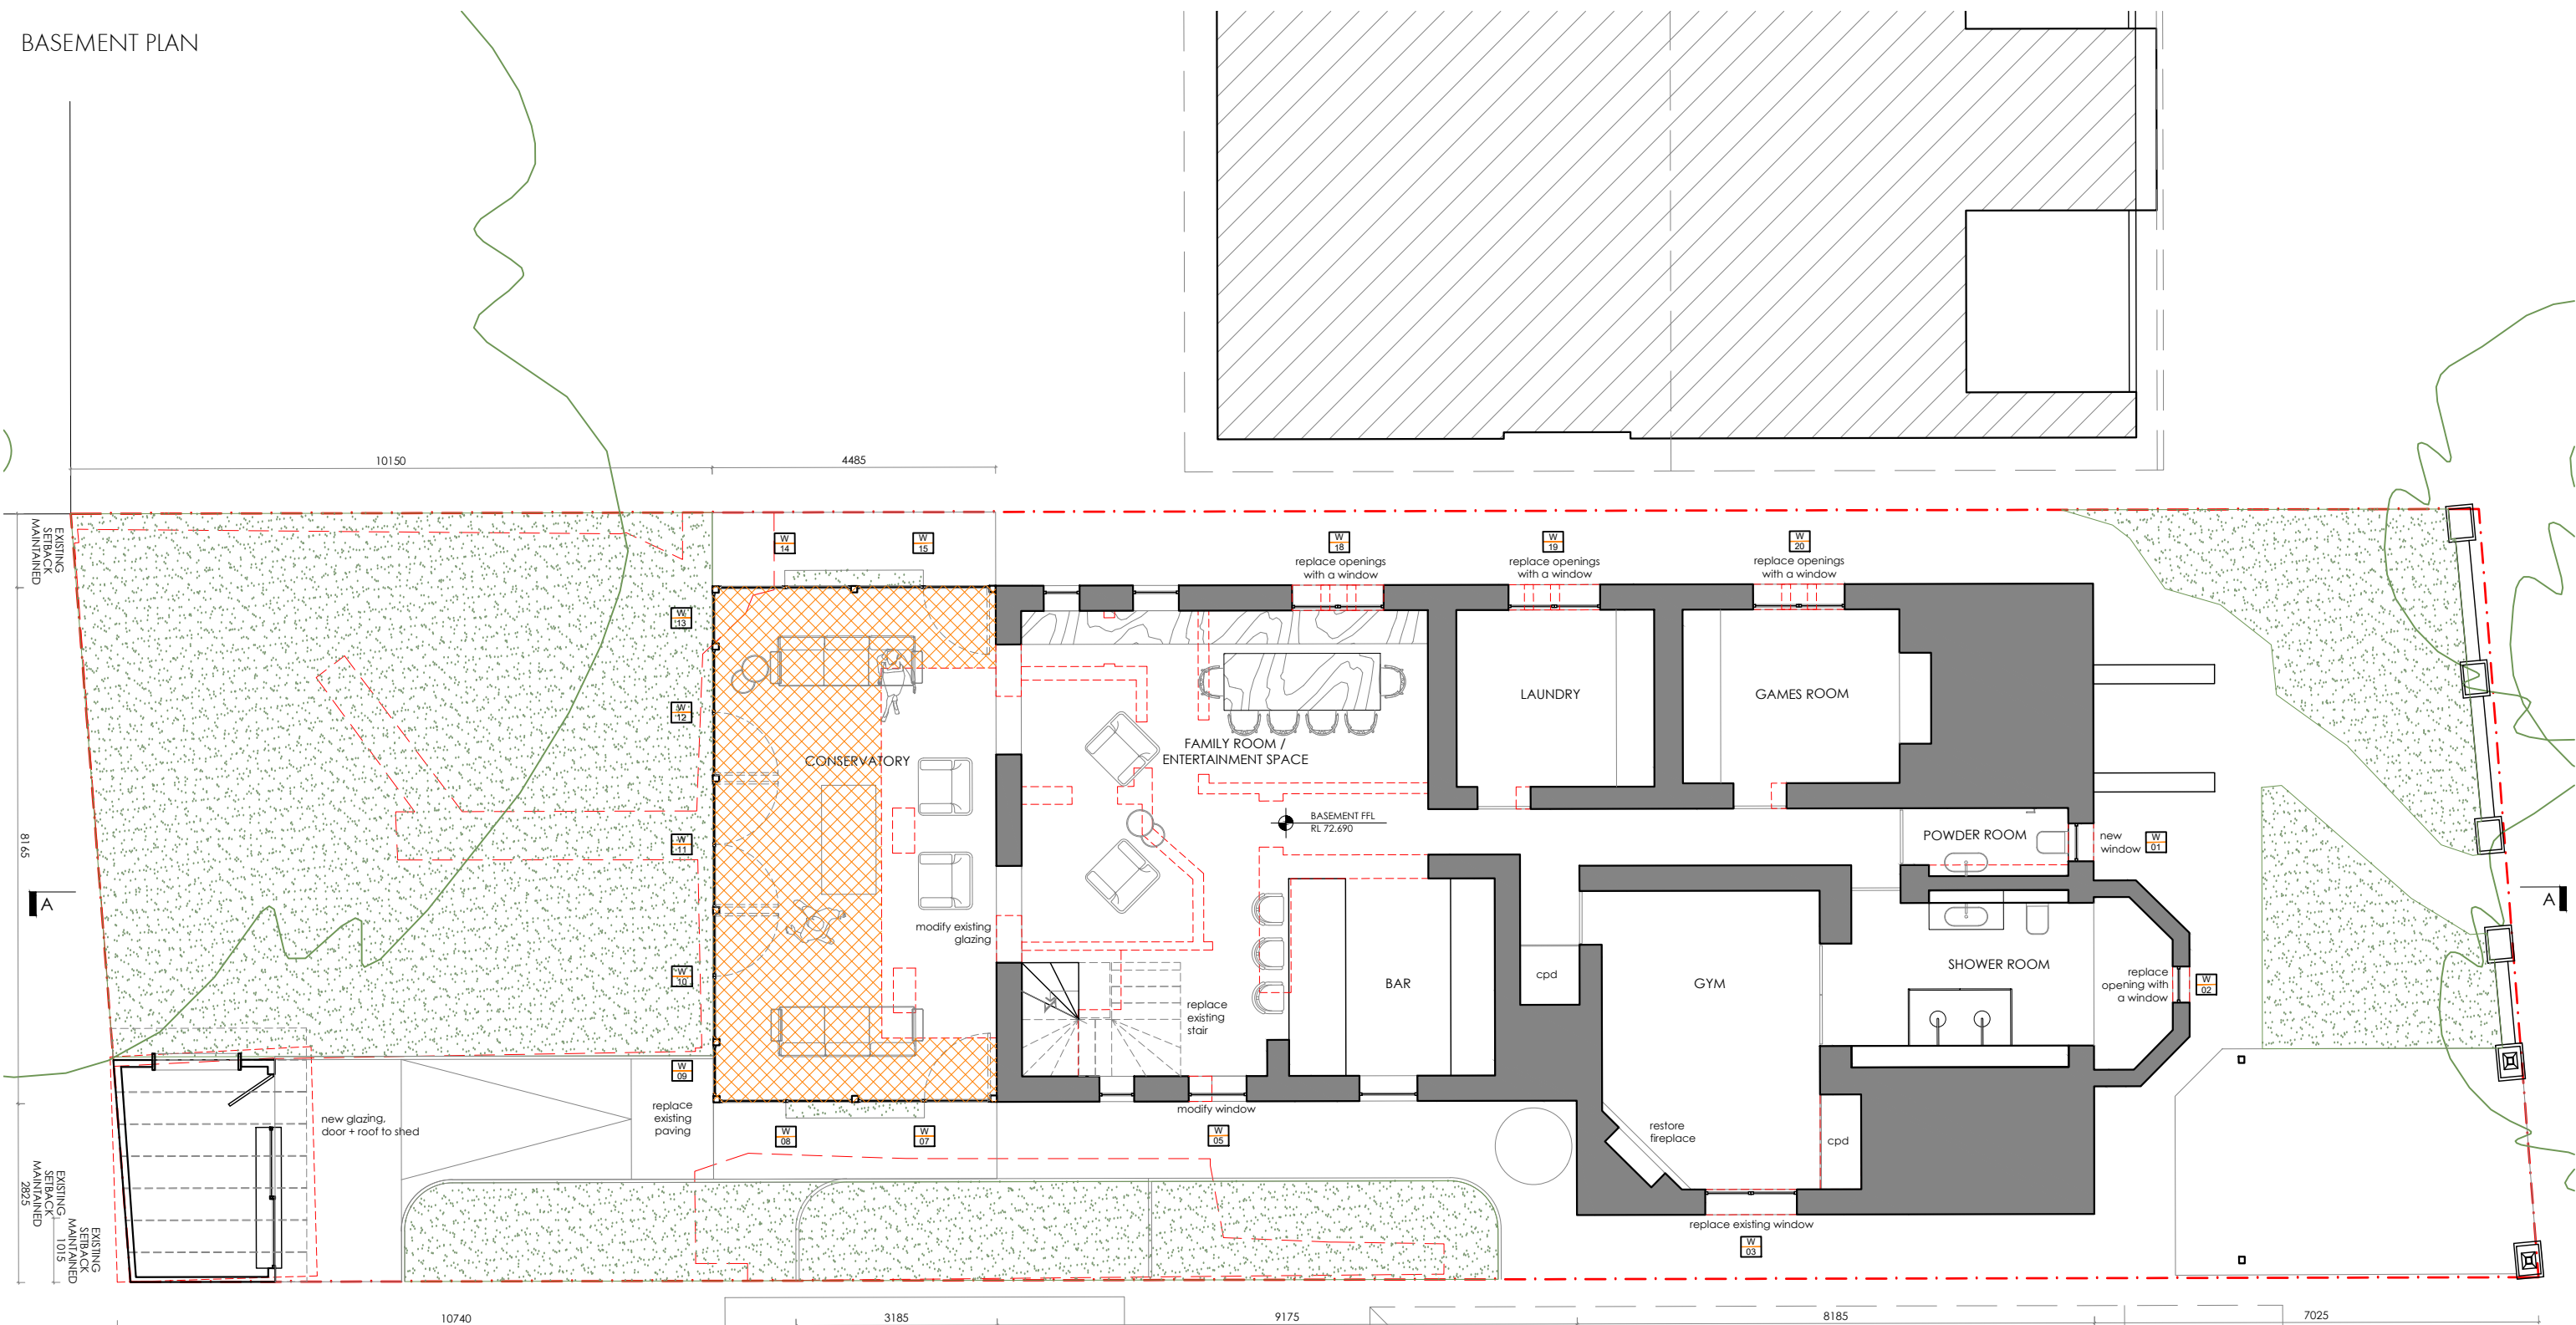 BASEMENT PLAN
10150
4485
EXISTING
SETBACK
MAINTAINED
W
14
W
15
W
18
replace openings
with a window
W
19
replace openings
with a window
W
20
replace openings
with a window
W
13
W
12
W
11
W
10
W
09
CONSERVATORY
FAMILY ROOM /
ENTERTAINMENT SPACE
LAUNDRY
GAMES ROOM
BASEMENT FFL
RL 72.690
POWDER ROOM
new
window
W
01
8165
A
A
modify existing
glazing
cpd
BAR
GYM
SHOWER ROOM
replace
opening with
a window
W
02
replace
existing
stair
new glazing,
door + roof to shed
replace
existing
paving
W
08
W
07
modify window
W
05
restore
fireplace
cpd
replace existing window
W
03
EXISTING
SETBACK
MAINTAINED
2825
EXISTING
SETBACK
MAINTAINED
1015
10740
3185
9175
8185
7025